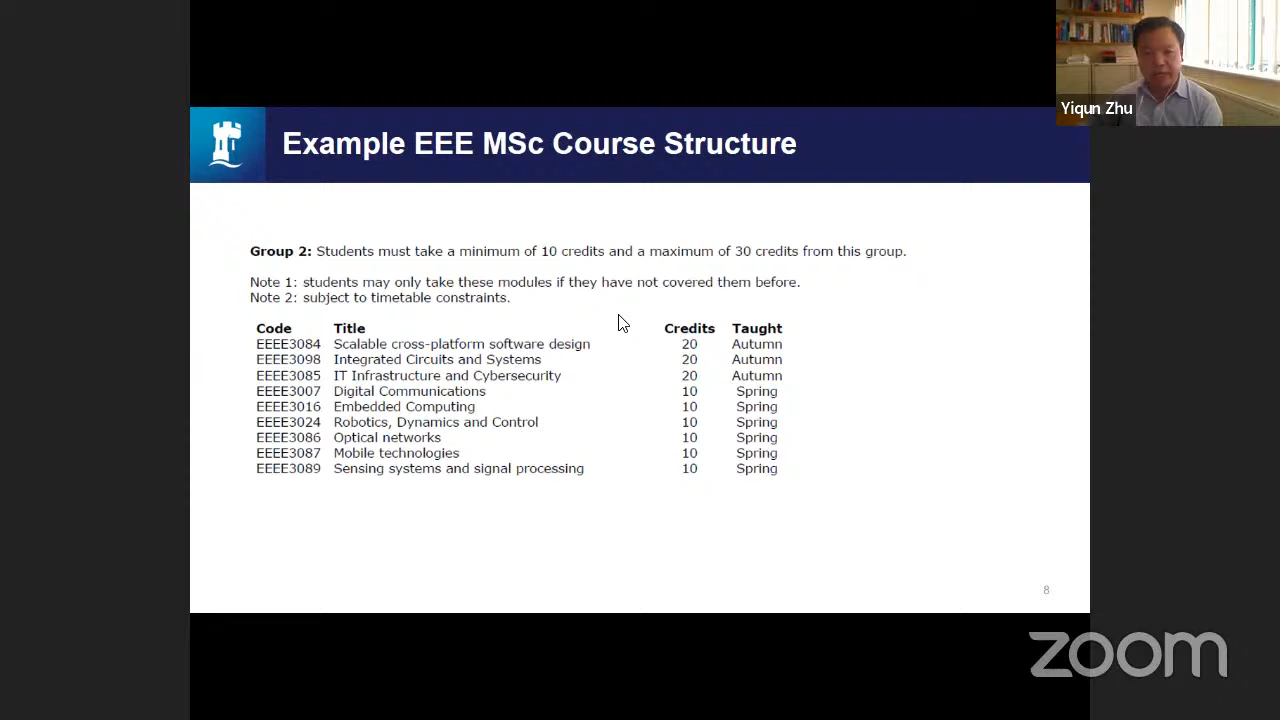 Yiqun Zhu
Example EEE MSc Course Structure
Group 2: Students must take a minimum of 10 credits and a maximum of 30 credits from this group.
Note 1: students may only take these modules if they have not covered them before.
Note 2: subject to timetable constraints.
Code Title Credits Taught
EEEE3084 Scalable cross-platform software design 20 Autumn
EEEE3098 Integrated Circuits and Systems 20 Autumn
EEEE3085 IT Infrastructure and Cybersecurity 20 Autumn
EEEE3007 Digital Communications 10 Spring
EEEE3016 Embedded Computing 10 Spring
EEEE3024 Robotics, Dynamics and Control 10 Spring
EEEE3086 Optical networks 10 Spring
EEEE3087 Mobile technologies 10 Spring
EEEE3089 Sensing systems and signal processing 10 Spring
8
zoom